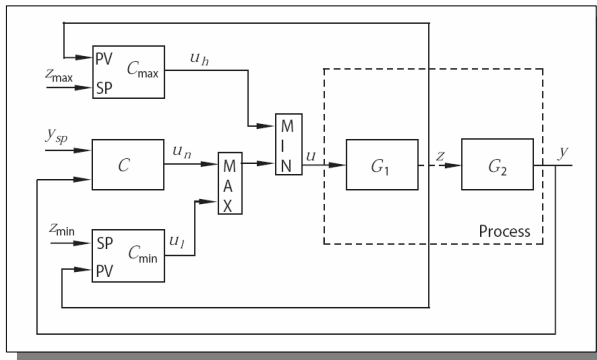 PV
SP
C_max
z_max
u_h
M
I
N
u
G_1
z
G_2
y
Process
y_sp
C
u_n
M
A
X
z_min
SP
PV
C_min
u_l